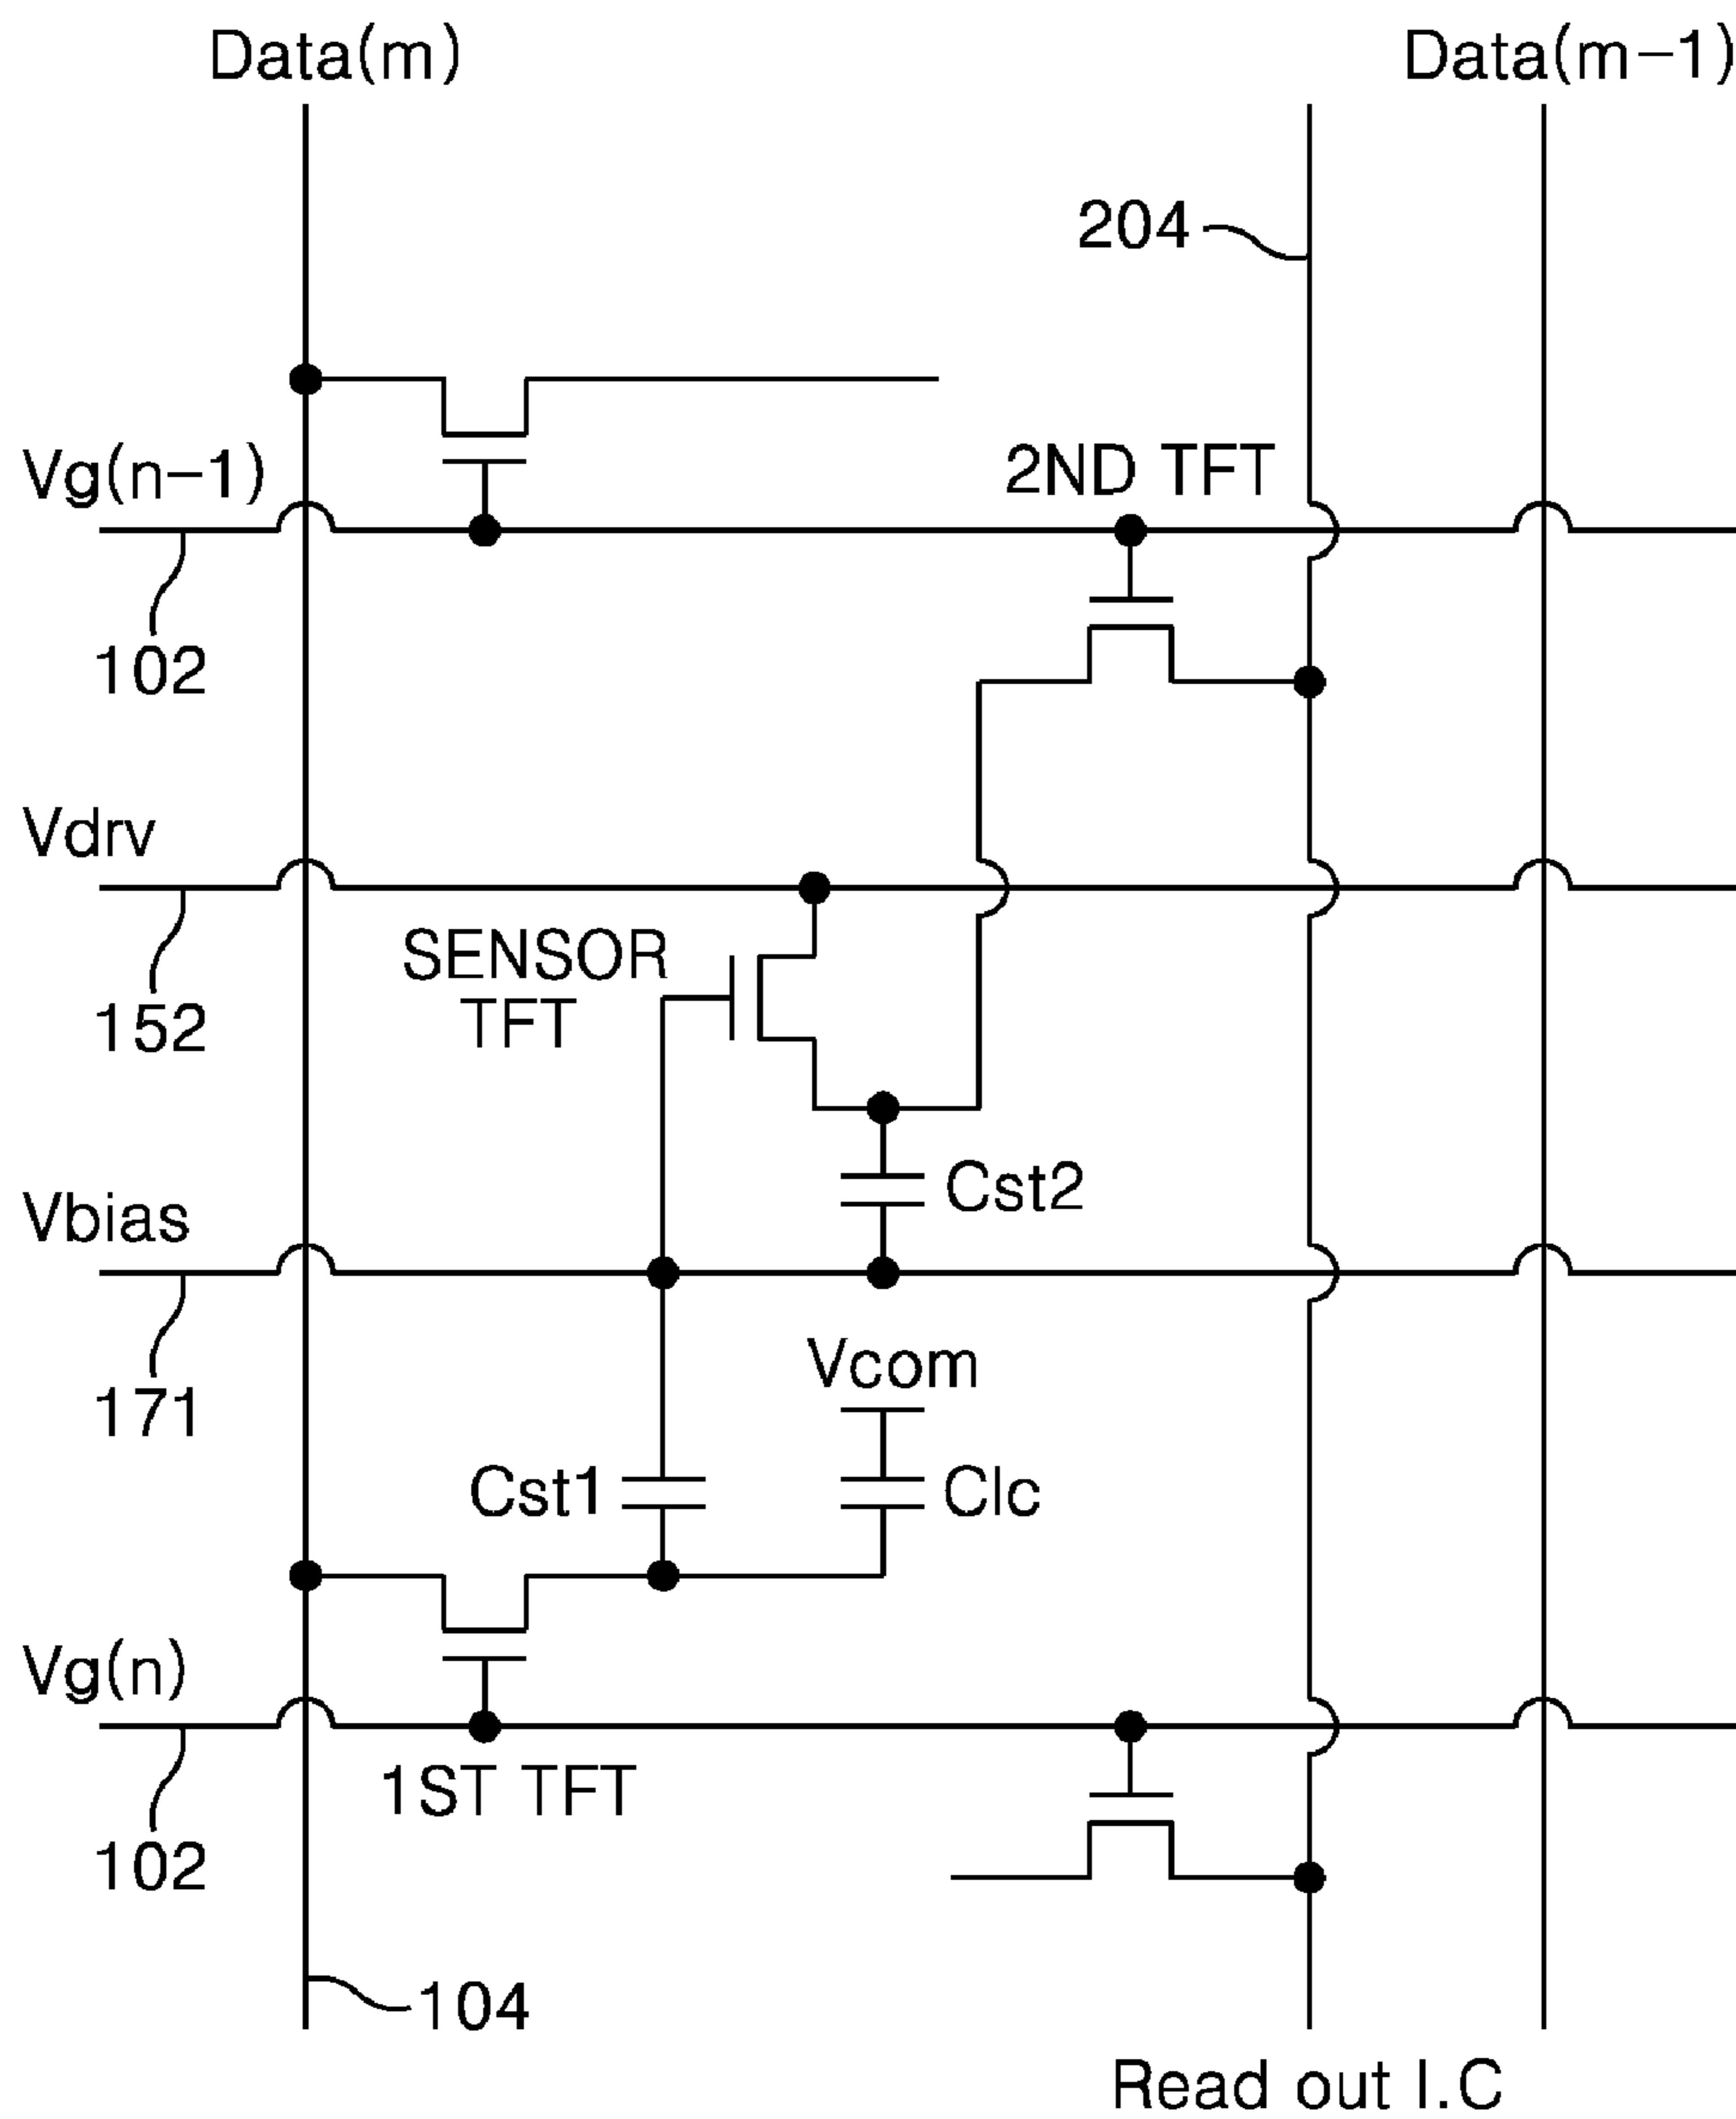 Data(m)
Data(m-1)
204
Vg(n-1)
2ND TFT
102
Vdrv
SENSOR
TFT
152
Cst2
Vbias
Vcom
171
Cst1
Clc
Vg(n)
1ST TFT
102
104
Read out I.C